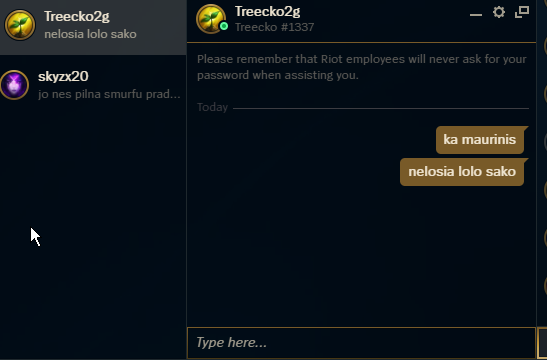 Treecko2g
nelosia lolo sako
skyzx20
jo nes pilna smurfu prad...
Treecko2g
Treecko #1337
Please remember that Riot employees will never ask for your
password when assisting you.
Today
ka maurinis
nelosia lolo sako
Type here...